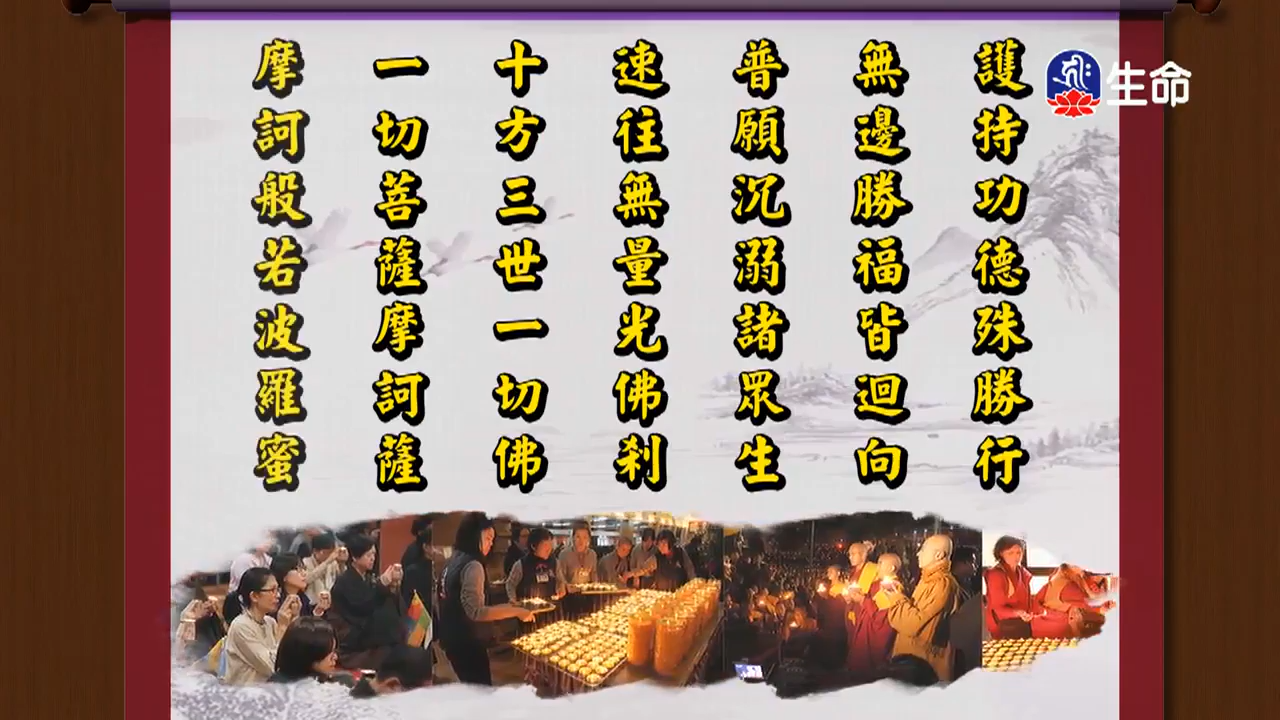 護持功德殊勝行
無邊勝福皆迴向
普願沉溺諸眾生
速往無量光佛剎
十方三世一切佛
一切菩薩摩訶薩
摩訶般若波羅蜜
生命